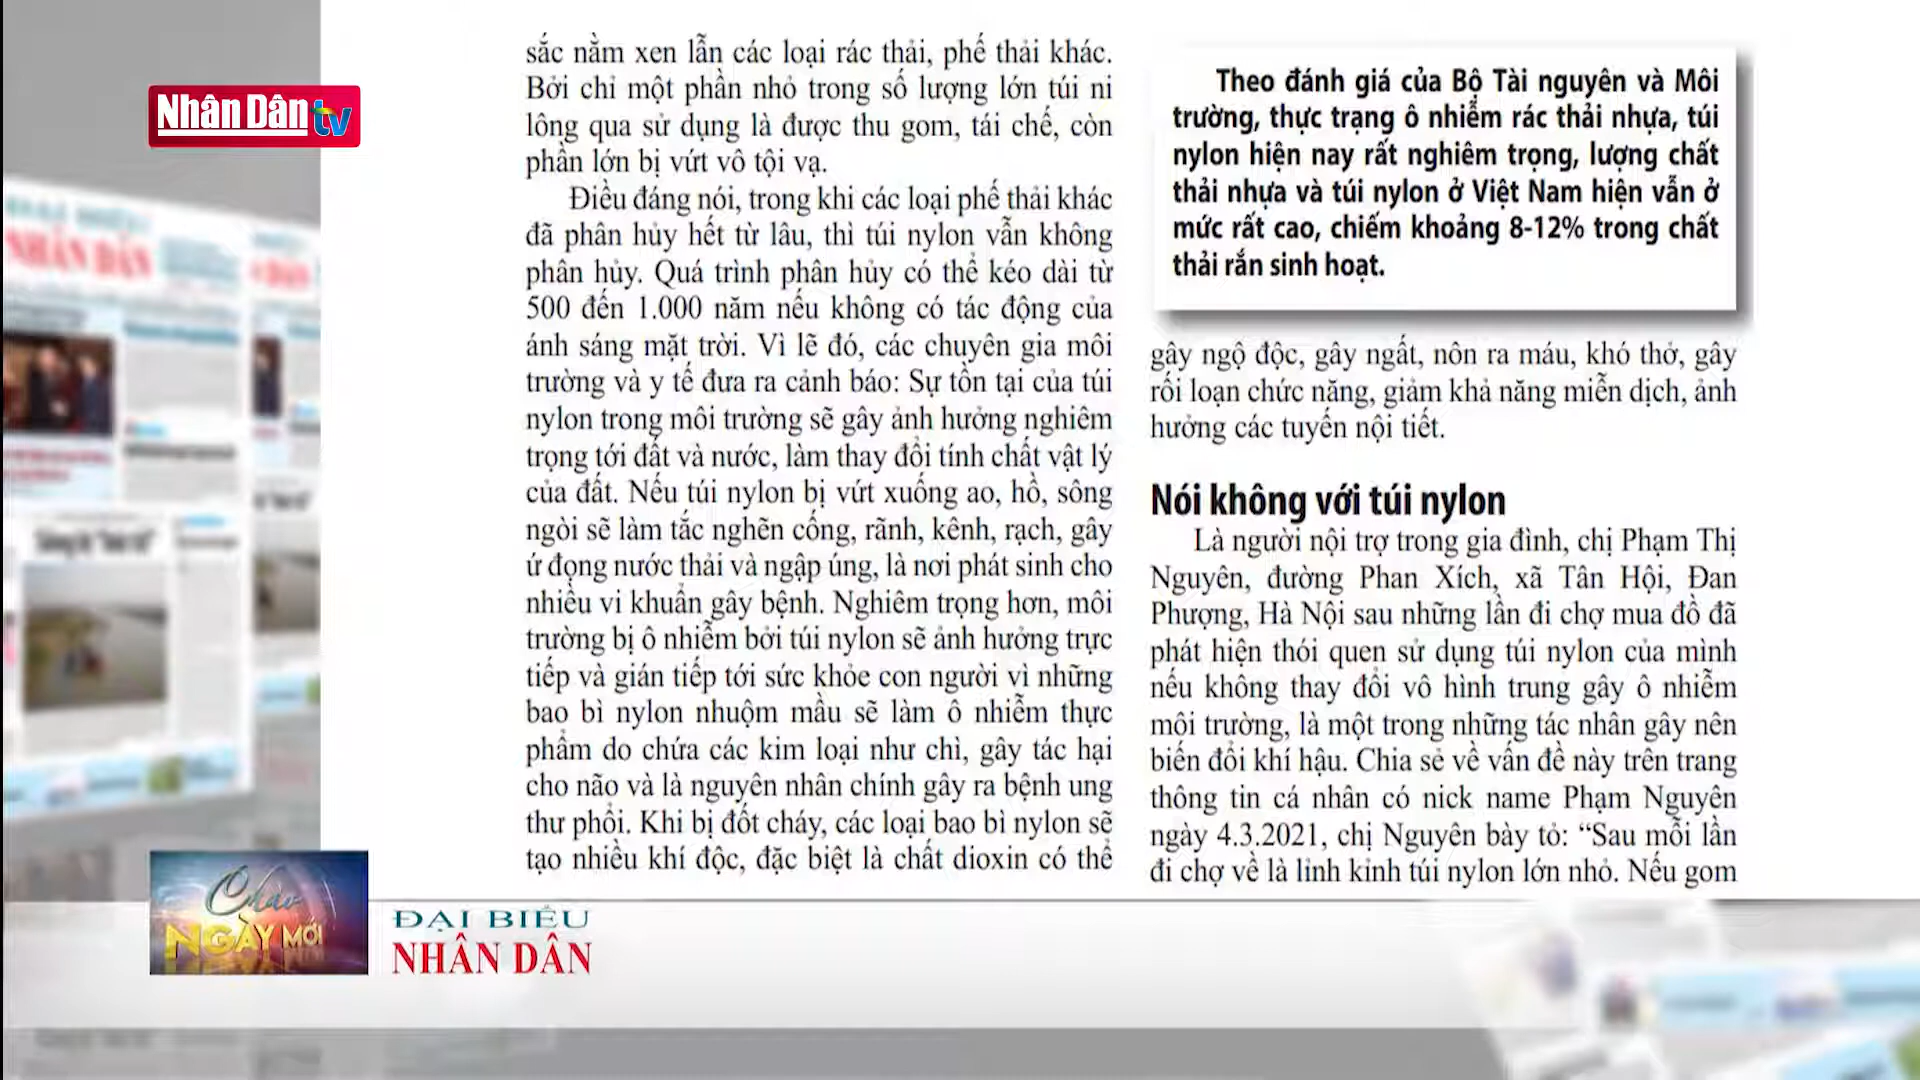 Nhân Dân tv
sắc nằm xen lẫn các loại rác thải, phế thải khác.
Bởi chỉ một phần nhỏ trong số lượng lớn túi ni
lông qua sử dụng là được thu gom, tái chế, còn
phần lớn bị vứt vô tội vạ.
Điều đáng nói, trong khi các loại phế thải khác
đã phân hủy hết từ lâu, thì túi nylon vẫn không
phân hủy. Quá trình phân hủy có thể kéo dài từ
500 đến 1.000 năm nếu không có tác động của
ánh sáng mặt trời. Vì lẽ đó, các chuyên gia môi
trường và y tế đưa ra cảnh báo: Sự tồn tại của túi
nylon trong môi trường sẽ gây ảnh hưởng nghiêm
trọng tới đất và nước, làm thay đổi tính chất vật lý
của đất. Nếu túi nylon bị vứt xuống ao, hồ, sông
ngòi sẽ làm tắc nghẽn cống, rãnh, kênh, rạch, gây
ứ đọng nước thải và ngập úng, là nơi phát sinh cho
nhiều vi khuẩn gây bệnh. Nghiêm trọng hơn, môi
trường bị ô nhiễm bởi túi nylon sẽ ảnh hưởng trực
tiếp và gián tiếp tới sức khỏe con người vì những
bao bì nylon nhuộm mầu sẽ làm ô nhiễm thực
phẩm do chứa các kim loại như chì, gây tác hại
cho não và là nguyên nhân chính gây ra bệnh ung
thư phổi. Khi bị đốt cháy, các loại bao bì nylon sẽ
tạo nhiều khí độc, đặc biệt là chất dioxin có thể
Theo đánh giá của Bộ Tài nguyên và Môi
trường, thực trạng ô nhiễm rác thải nhựa, túi
nylon hiện nay rất nghiêm trọng, lượng chất
thải nhựa và túi nylon ở Việt Nam hiện vẫn ở
mức rất cao, chiếm khoảng 8-12% trong chất
thải rắn sinh hoạt.
gây ngộ độc, gây ngất, nôn ra máu, khó thở, gây
rối loạn chức năng, giảm khả năng miễn dịch, ảnh
hưởng các tuyến nội tiết.
Nói không với túi nylon
Là người nội trợ trong gia đình, chị Phạm Thị
Nguyên, đường Phan Xích, xã Tân Hội, Đan
Phượng, Hà Nội sau những lần đi chợ mua đồ đã
phát hiện thói quen sử dụng túi nylon của mình
nếu không thay đổi vô hình trung gây ô nhiễm
môi trường, là một trong những tác nhân gây nên
biến đổi khí hậu. Chia sẻ về vấn đề này trên trang
thông tin cá nhân có nick name Phạm Nguyên
ngày 4.3.2021, chị Nguyên bày tỏ: “Sau mỗi lần
đi chợ về là linh kinh túi nylon lớn nhỏ. Nếu gom
Chào
NGÀY MỚI
ĐẠI BIỂU
NHÂN DÂN
NHÂN DÂN